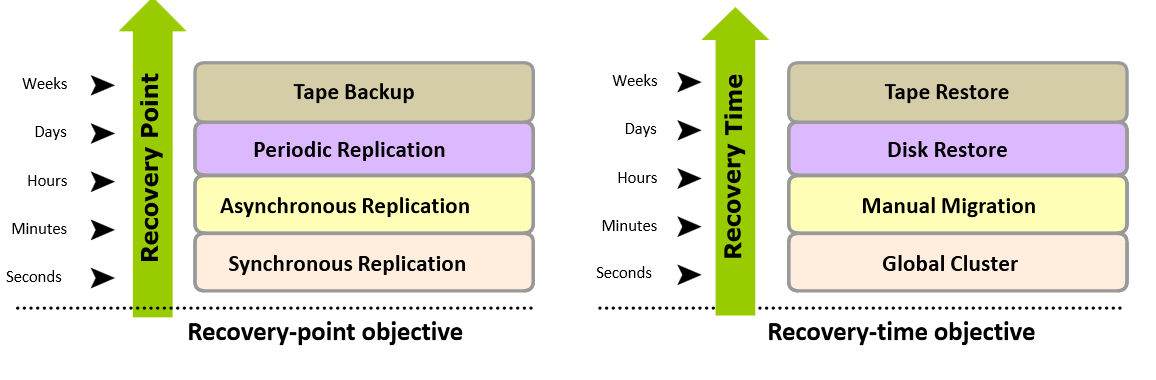 Weeks
Days
Hours
Minutes
Seconds
Recovery Point
Tape Backup
Periodic Replication
Asynchronous Replication
Synchronous Replication
Recovery-point objective
Weeks
Days
Hours
Minutes
Seconds
Recovery Time
Tape Restore
Disk Restore
Manual Migration
Global Cluster
Recovery-time objective